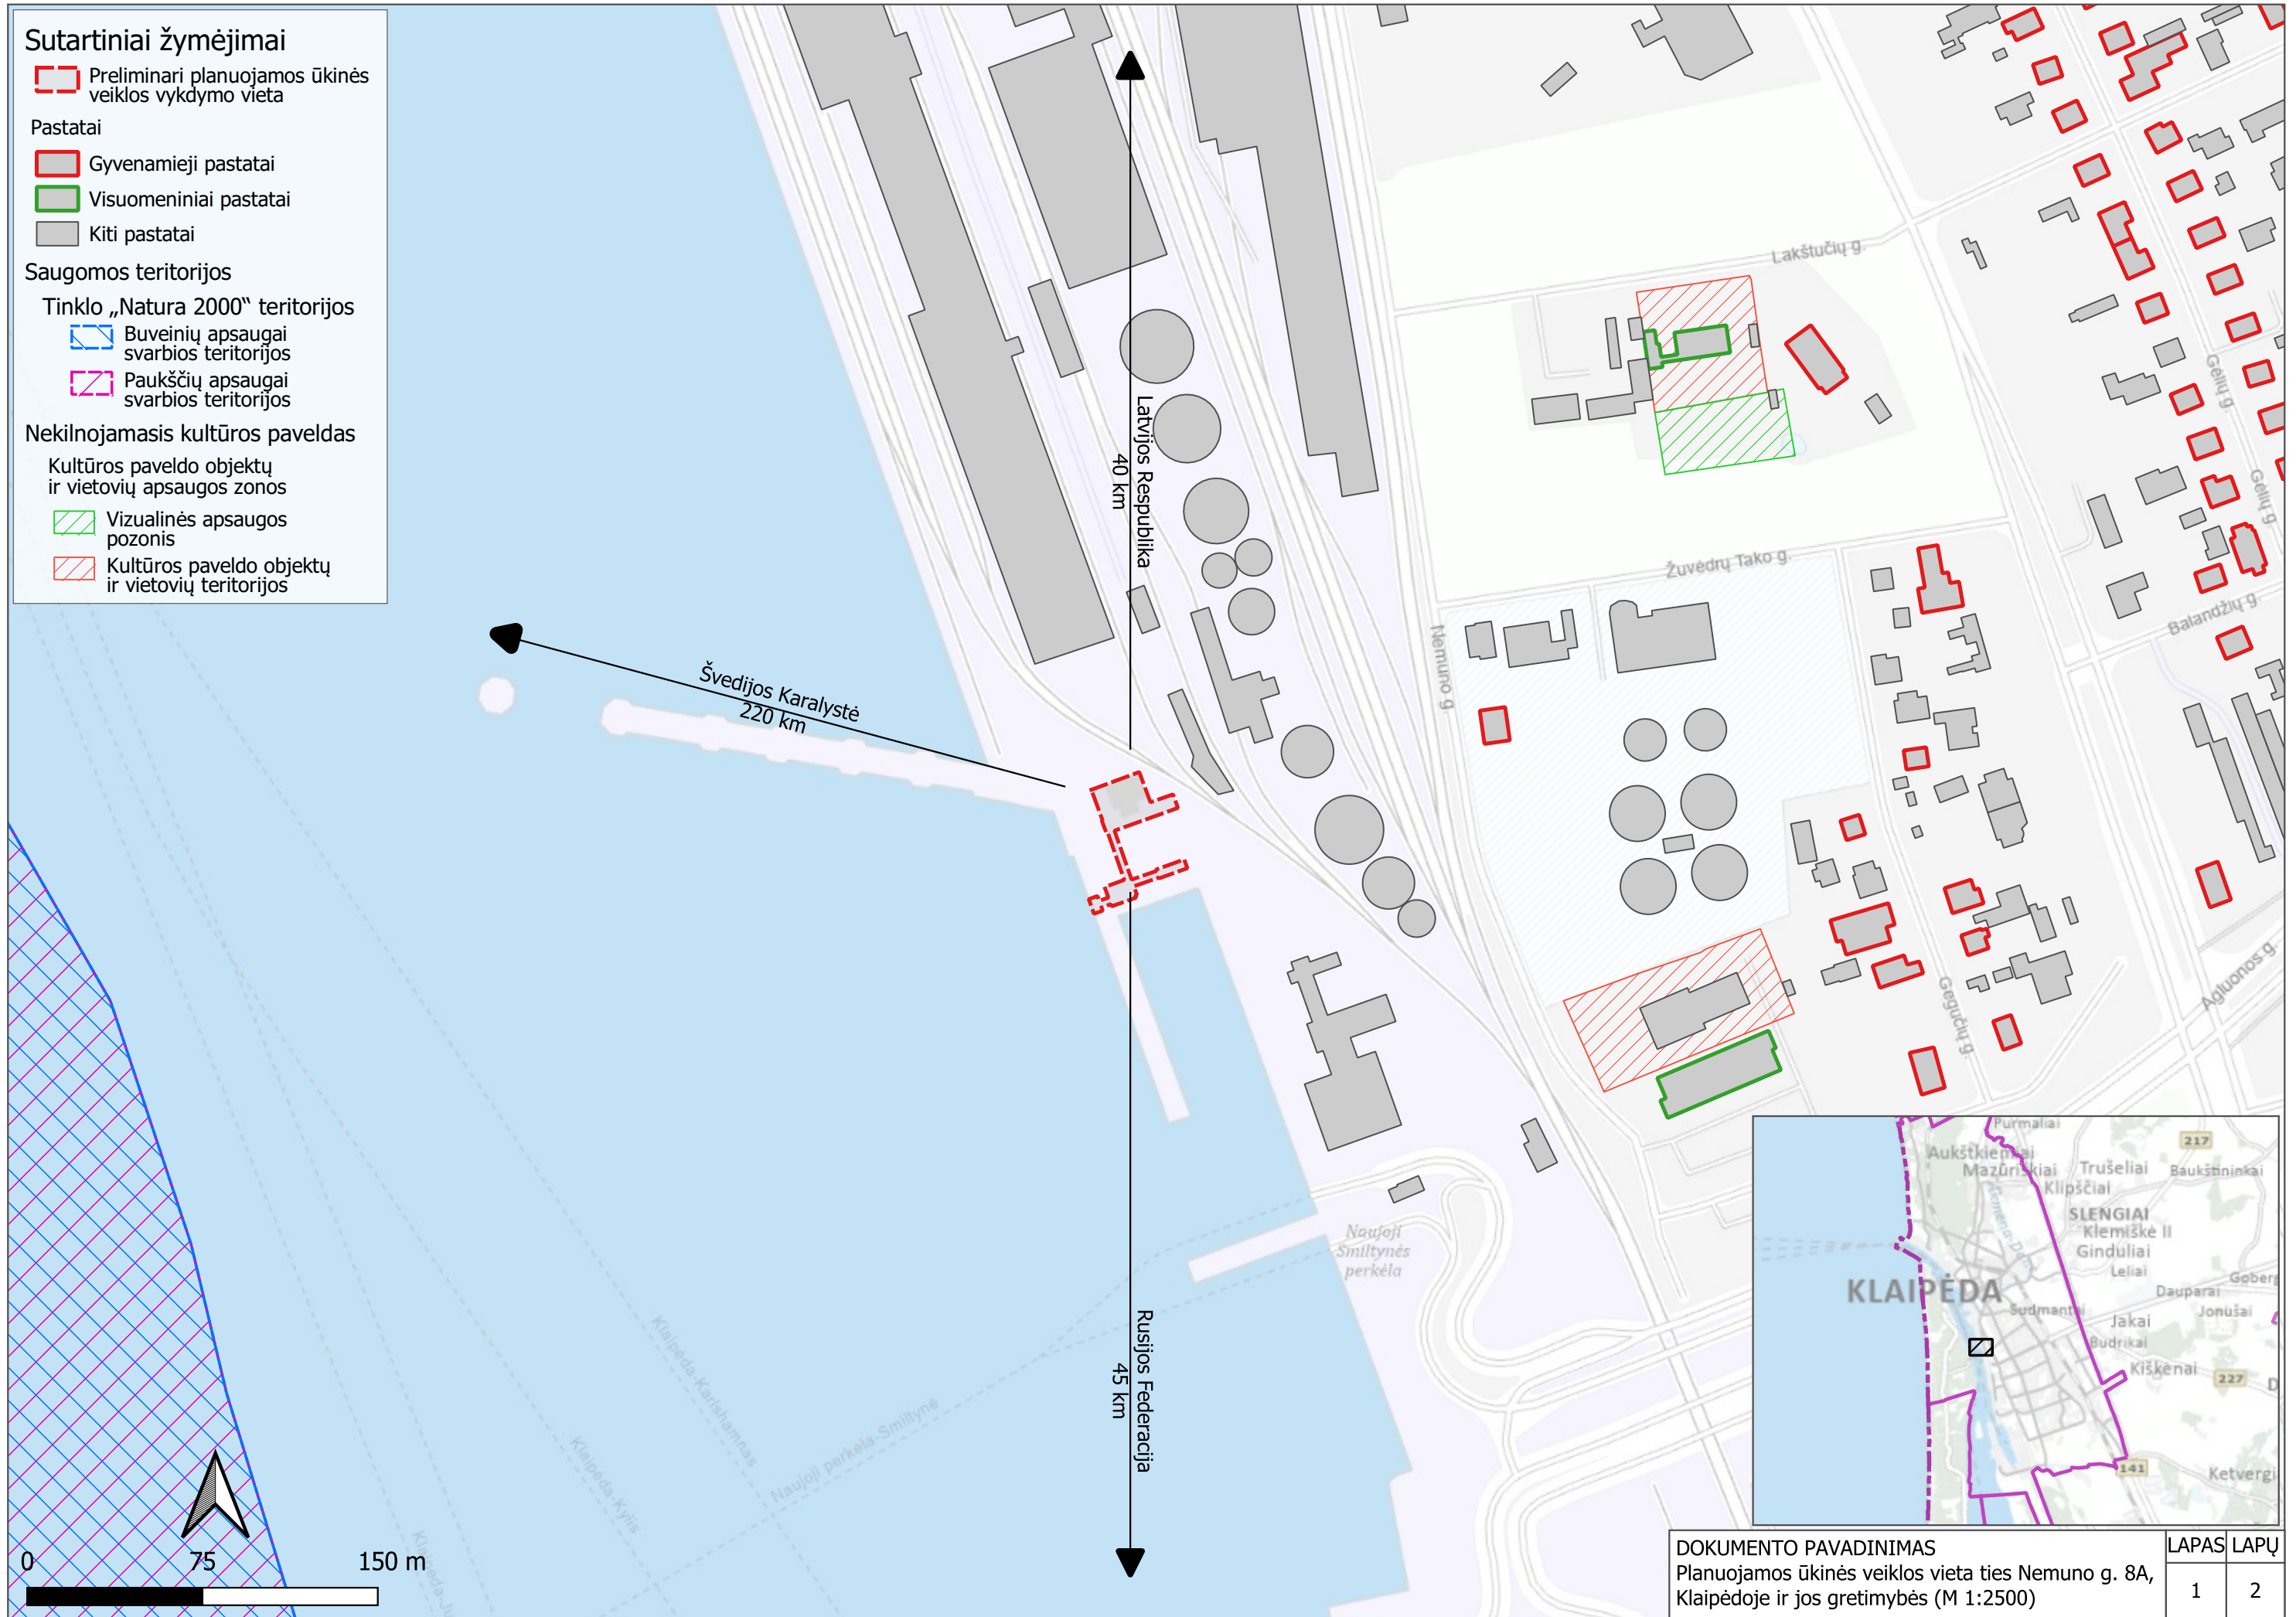 Sutartiniai žymėjimai
Preliminari planuojamos ūkinės
veiklos vykdymo vieta
Pastatai
Gyvenamieji pastatai
Visuomeniniai pastatai
Kiti pastatai
Saugomos teritorijos
Tinklo „Natura 2000“ teritorijos
Buveinių apsaugai
svarbios teritorijos
Paukščių apsaugai
svarbios teritorijos
Nekilnojamasis kultūros paveldas
Kultūros paveldo objektų
ir vietovių apsaugos zonos
Vizualinės apsaugos
pozonis
Kultūros paveldo objektų
ir vietovių teritorijos
Latvijos Respublika
40 km
Švedijos Karalystė
220 km
Rusijos Federacija
45 km
Lakštučių g.
Gėlių g.
Gėlių g.
Žuvėdrų Tako g.
Balandžių g.
Nemuno g.
Gegučių g.
Agluonos g.
Naujoji
Smiltynės
perkėla
Klaipėda-Karlshamnas
Klaipėda-Kylis
Naujoji perkėla-Smiltynė
0 75 150 m
Purmaliai
217
Aukštkiemiai
Mazūriškiai
Trušeliai
Baukštininkai
Klipščiai
SLENGIAI
Klemiškė II
Ginduliai
Leliai
KLAIPĖDA
Dauparai
Sudmantai
Jonušai
Jakai
Budrikai
Kiškėnai
227
141
DOKUMENTO PAVADINIMAS
Planuojamos ūkinės veiklos vieta ties Nemuno g. 8A,
Klaipėdoje ir jos gretimybės (M 1:2500)
LAPAS LAPŲ
1 2